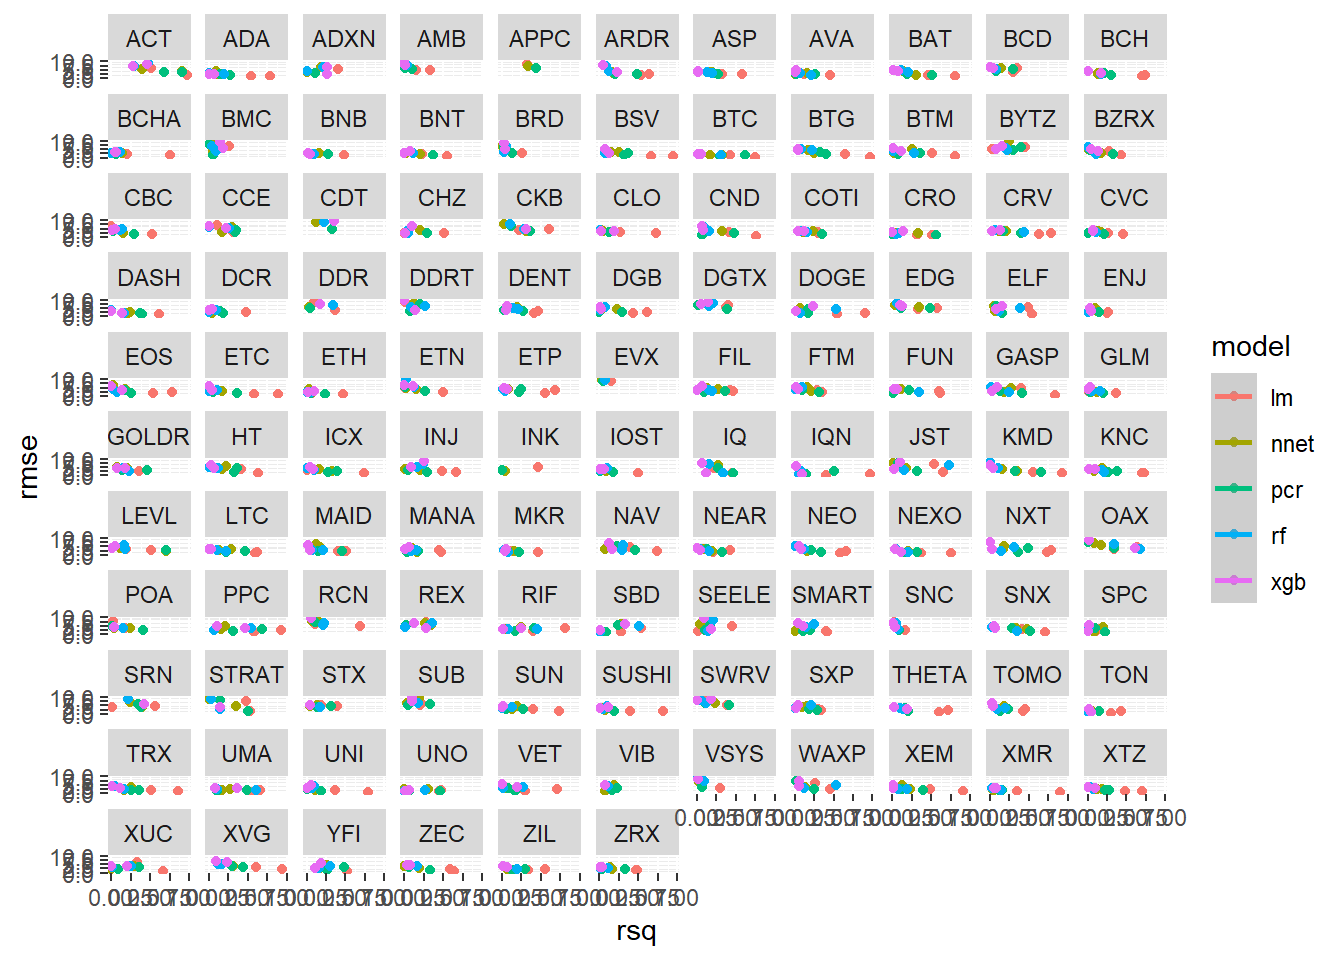 ACT ADA ADXN AMB APPC ARDR ASP AVA BAT BCD BCH
BCHA BMC BNB BNT BRD BSV BTC BTG BTM BYTZ BZRX
CBC CCE CDT CHZ CKB CLO CND COTI CRO CRV CVC
DASH DCR DDR DDRT DENT DGB DGTX DOGE EDG ELF ENJ
EOS ETC ETH ETN ETP EVX FIL FTM FUN GASP GLM
GOLDR HT ICX INJ INK IOST IQ IQN JST KMD KNC
LEVL LTC MAID MANA MKR NAV NEAR NEO NEXO NXT OAX
POA PPC RCN REX RIF SBD SEELE SMART SNC SNX SPC
SRN STRAT STX SUB SUN SUSHI SWRV SXP THETA TOMO TON
TRX UMA UNI UNO VET VIB VSYS WAXP XEM XMR XTZ
XUC XVG YFI ZEC ZIL ZRX
rsq
rmse
model
lm
nnet
pcr
rf
xgb